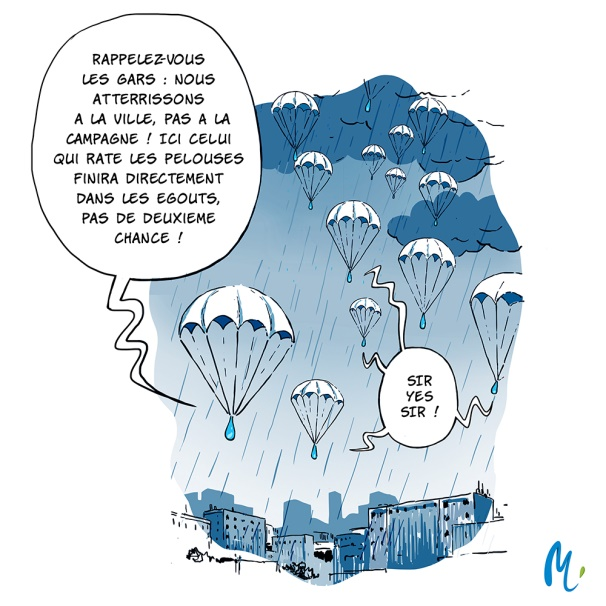 RAPPELEZ-VOUS
LES GARS : NOUS
ATTERRISSONS
A LA VILLE, PAS A LA
CAMPAGNE ! ICI CELUI
QUI RATE LES PELOUSES
FINIRA DIRECTEMENT
DANS LES EGOUTS,
PAS DE DEUXIEME
CHANCE !
SIR
YES
SIR !
M